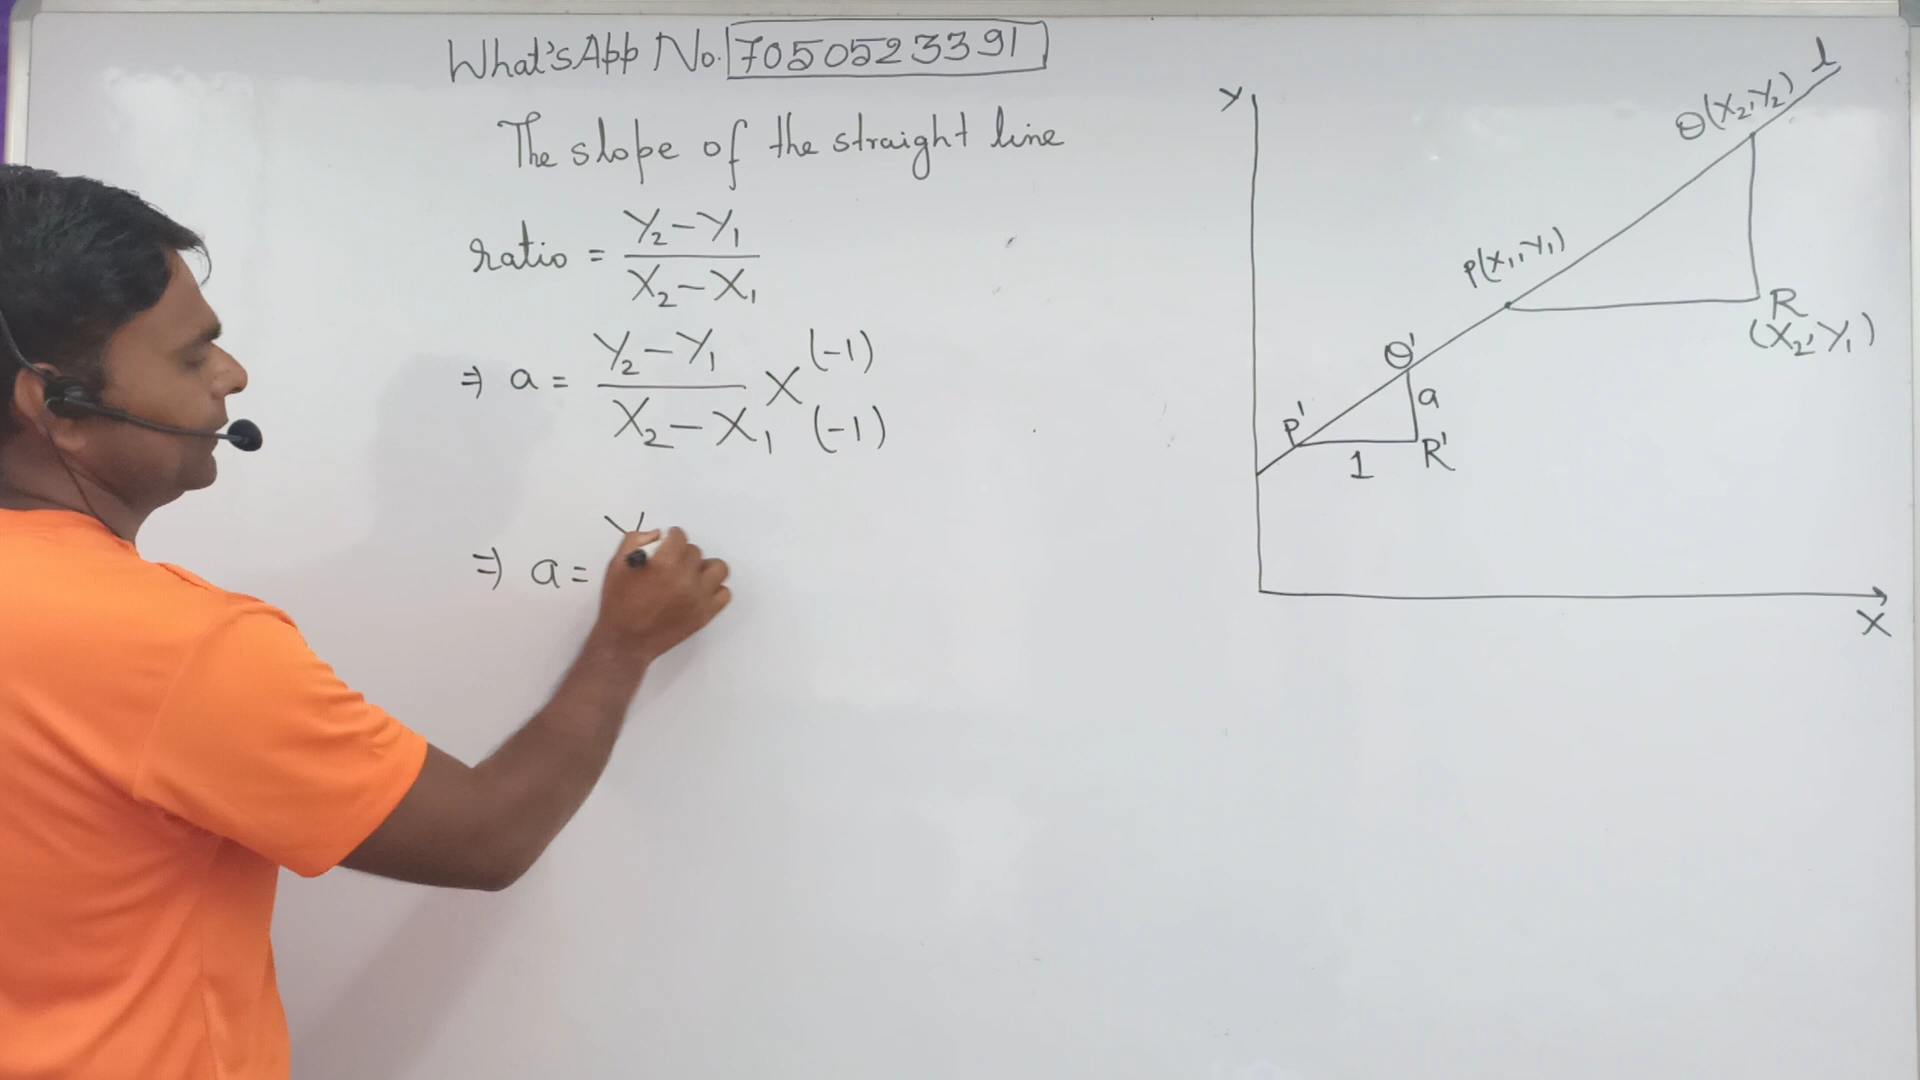 What'sApp No. 7050523391
The slope of the straight line
ratio = Y₂-Y₁ / X₂-X₁
⇒ a = Y₂-Y₁ / X₂-X₁ × (-1) / (-1)
⇒ a = Y
Y
l
Q(X₂,Y₂)
P(X₁,Y₁)
R
(X₂,Y₁)
Q'
a
P'
1
R'
X